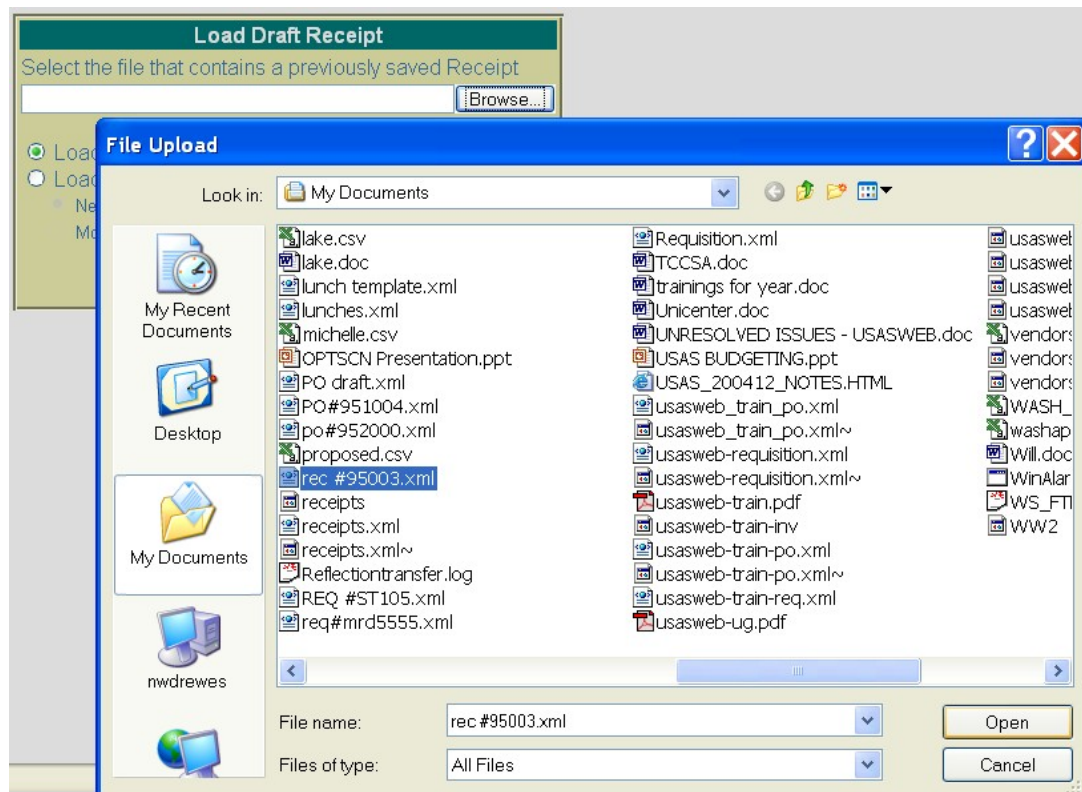 Load Draft Receipt
Select the file that contains a previously saved Receipt
Browse...
File Upload
Look in: My Documents
My Recent
Documents
Desktop
My Documents
nwdrewes
lake.csv
lake.doc
lunch template.xml
lunches.xml
michelle.csv
OPTSCN Presentation.ppt
PO draft.xml
PO#951004.xml
po#952000.xml
proposed.csv
rec #95003.xml
receipts
receipts.xml
receipts.xml~
Reflectiontransfer.log
REQ #ST105.xml
req#mrd5555.xml
Requisition.xml
TCCSA.doc
trainings for year.doc
Unicenter.doc
UNRESOLVED ISSUES - USASWEB.doc
USAS BUDGETING.ppt
USAS_200412_NOTES.HTML
usasweb_train_po.xml
usasweb_train_po.xml~
usasweb-requisition.xml
usasweb-requisition.xml~
usasweb-train.pdf
usasweb-train-inv
usasweb-train-po.xml
usasweb-train-po.xml~
usasweb-train-req.xml
usasweb-ug.pdf
WASH_
washap
Will.doc
WinAlar
WS_FT
WW2
File name: rec #95003.xml
Open
Files of type: All Files
Cancel